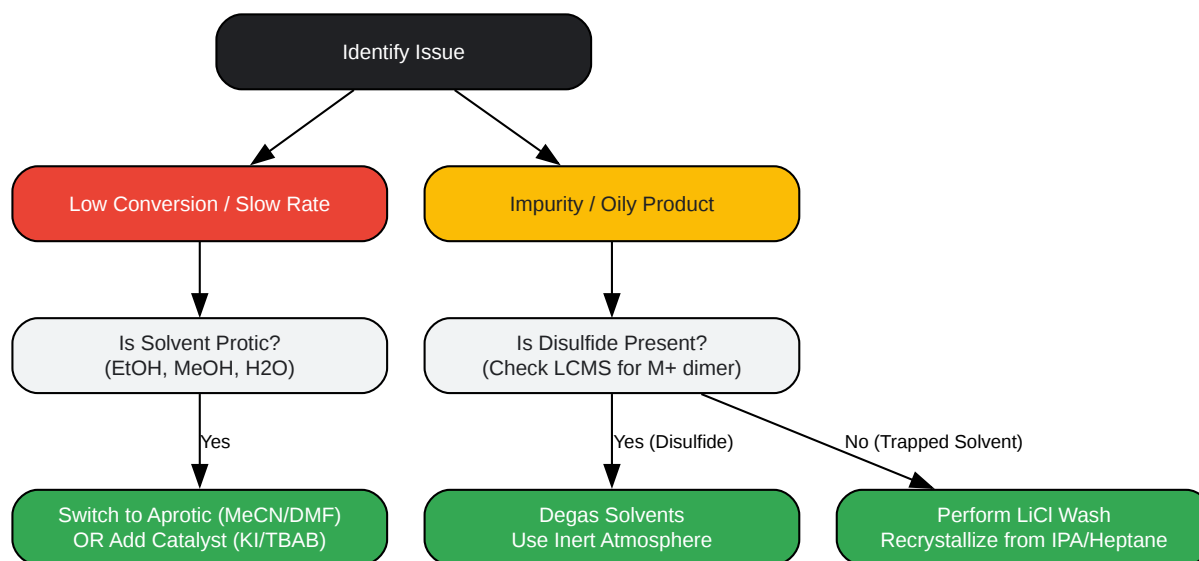 Identify Issue
Low Conversion / Slow Rate
Impurity / Oily Product
Is Solvent Protic?
(EtOH, MeOH, H2O)
Is Disulfide Present?
(Check LCMS for M+ dimer)
Yes
Yes (Disulfide)
No (Trapped Solvent)
Switch to Aprotic (MeCN/DMF)
OR Add Catalyst (KI/TBAB)
Degas Solvents
Use Inert Atmosphere
Perform LiCl Wash
Recrystallize from IPA/Heptane